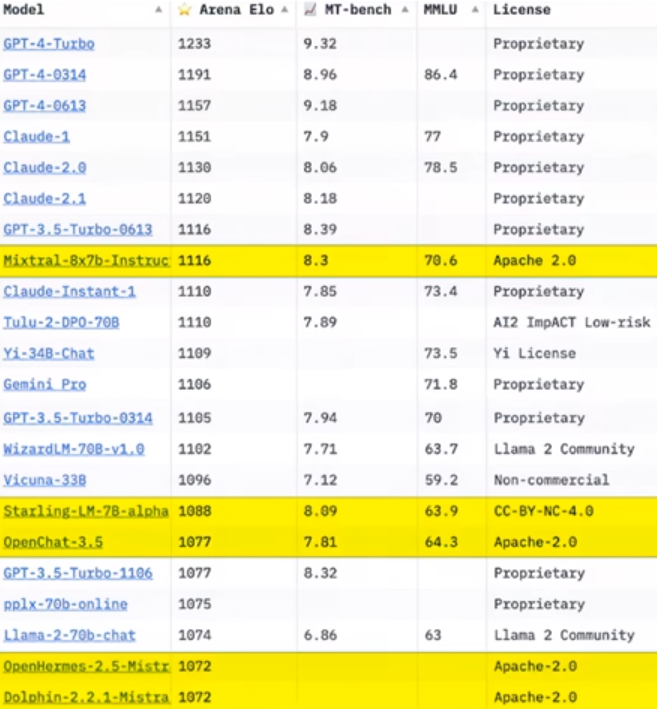 Model ▲ ⭐ Arena Elo ▲ 📈 MT-bench ▲ MMLU ▲ License
GPT-4-Turbo 1233 9.32 Proprietary
GPT-4-0314 1191 8.96 86.4 Proprietary
GPT-4-0613 1157 9.18 Proprietary
Claude-1 1151 7.9 77 Proprietary
Claude-2.0 1130 8.06 78.5 Proprietary
Claude-2.1 1120 8.18 Proprietary
GPT-3.5-Turbo-0613 1116 8.39 Proprietary
Mixtral-8x7b-Instruc 1116 8.3 70.6 Apache 2.0
Claude-Instant-1 1110 7.85 73.4 Proprietary
Tulu-2-DPO-70B 1110 7.89 AI2 ImpACT Low-risk
Yi-34B-Chat 1109 73.5 Yi License
Gemini Pro 1106 71.8 Proprietary
GPT-3.5-Turbo-0314 1105 7.94 70 Proprietary
WizardLM-70B-v1.0 1102 7.71 63.7 Llama 2 Community
Vicuna-33B 1096 7.12 59.2 Non-commercial
Starling-LM-7B-alpha 1088 8.09 63.9 CC-BY-NC-4.0
OpenChat-3.5 1077 7.81 64.3 Apache-2.0
GPT-3.5-Turbo-1106 1077 8.32 Proprietary
pplx-70b-online 1075 Proprietary
Llama-2-70b-chat 1074 6.86 63 Llama 2 Community
OpenHermes-2.5-Mistr 1072 Apache-2.0
Dolphin-2.2.1-Mistra 1072 Apache-2.0